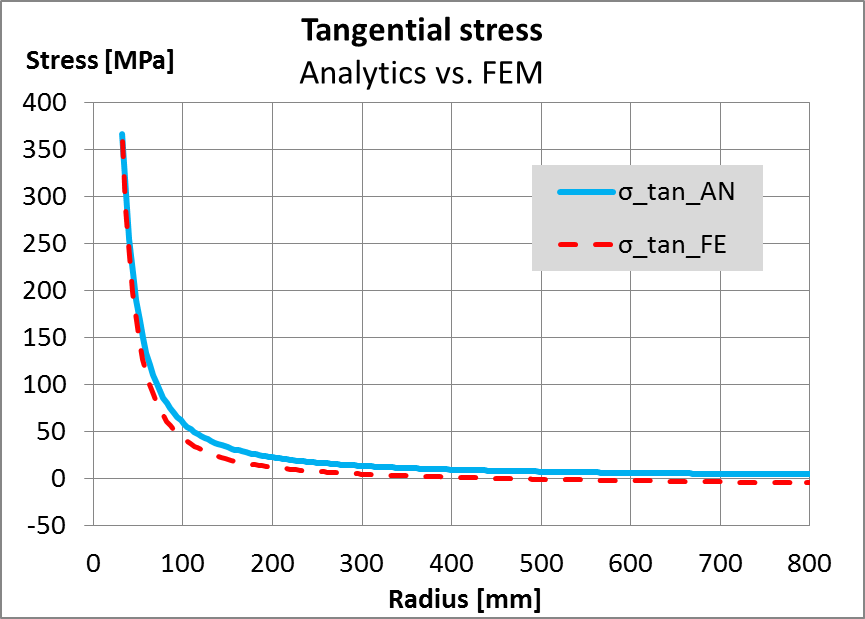 Tangential stress
Analytics vs. FEM
Stress [MPa]
400
350
300
250
200
150
100
50
0
-50
σ_tan_AN
σ_tan_FE
0 100 200 300 400 500 600 700 800
Radius [mm]